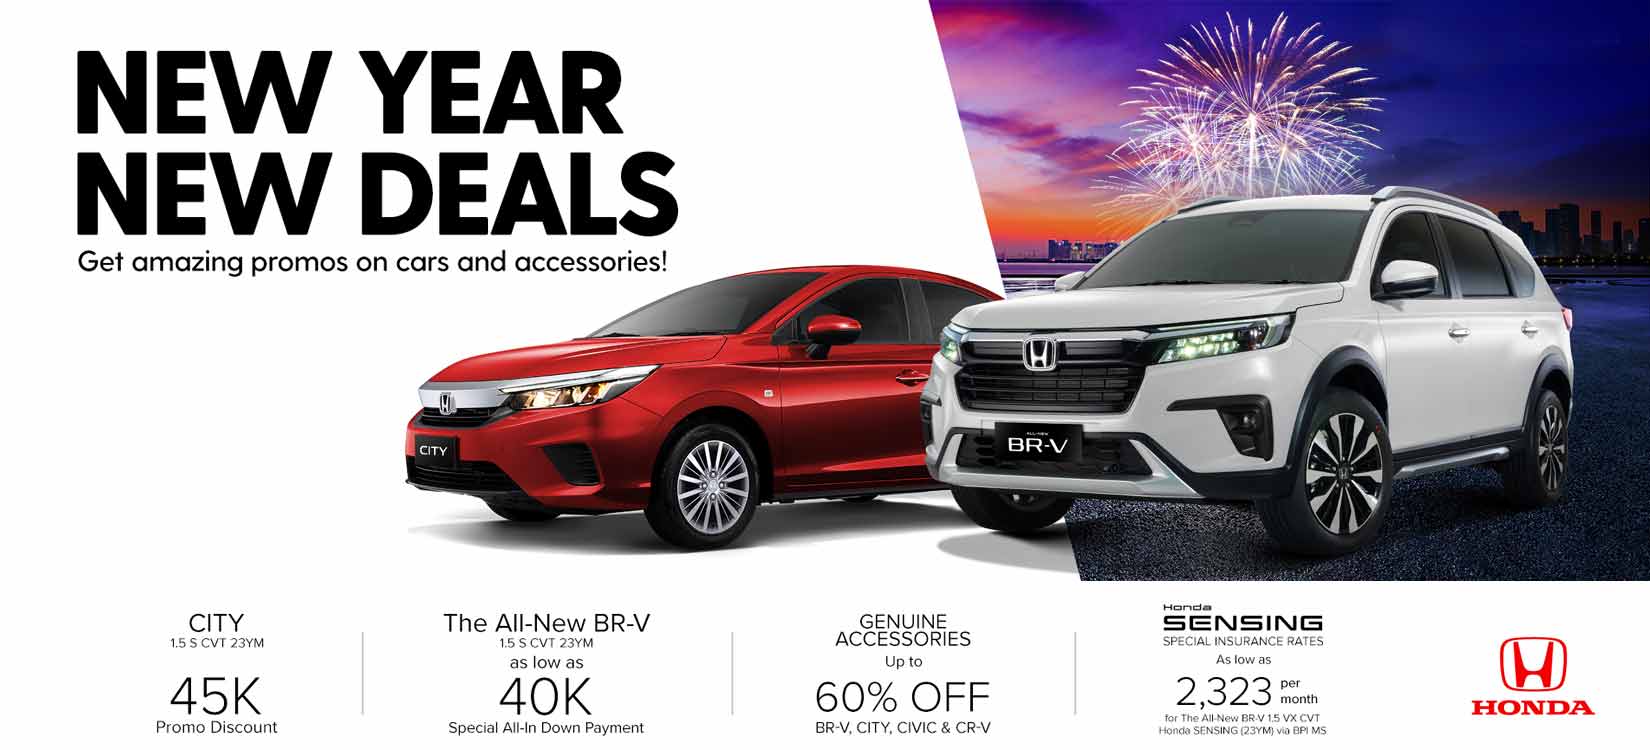 NEW YEAR
NEW DEALS
Get amazing promos on cars and accessories!
CITY
ALL-NEW
BR-V
CITY
1.5 S CVT 23YM
45K
Promo Discount
The All-New BR-V
1.5 S CVT 23YM
as low as
40K
Special All-In Down Payment
GENUINE
ACCESSORIES
Up to
60% OFF
BR-V, CITY, CIVIC & CR-V
Honda
SENSING
SPECIAL INSURANCE RATES
As low as
2,323 per
month
for The All-New BR-V 1.5 VX CVT
Honda SENSING (23YM) via BPI MS
HONDA